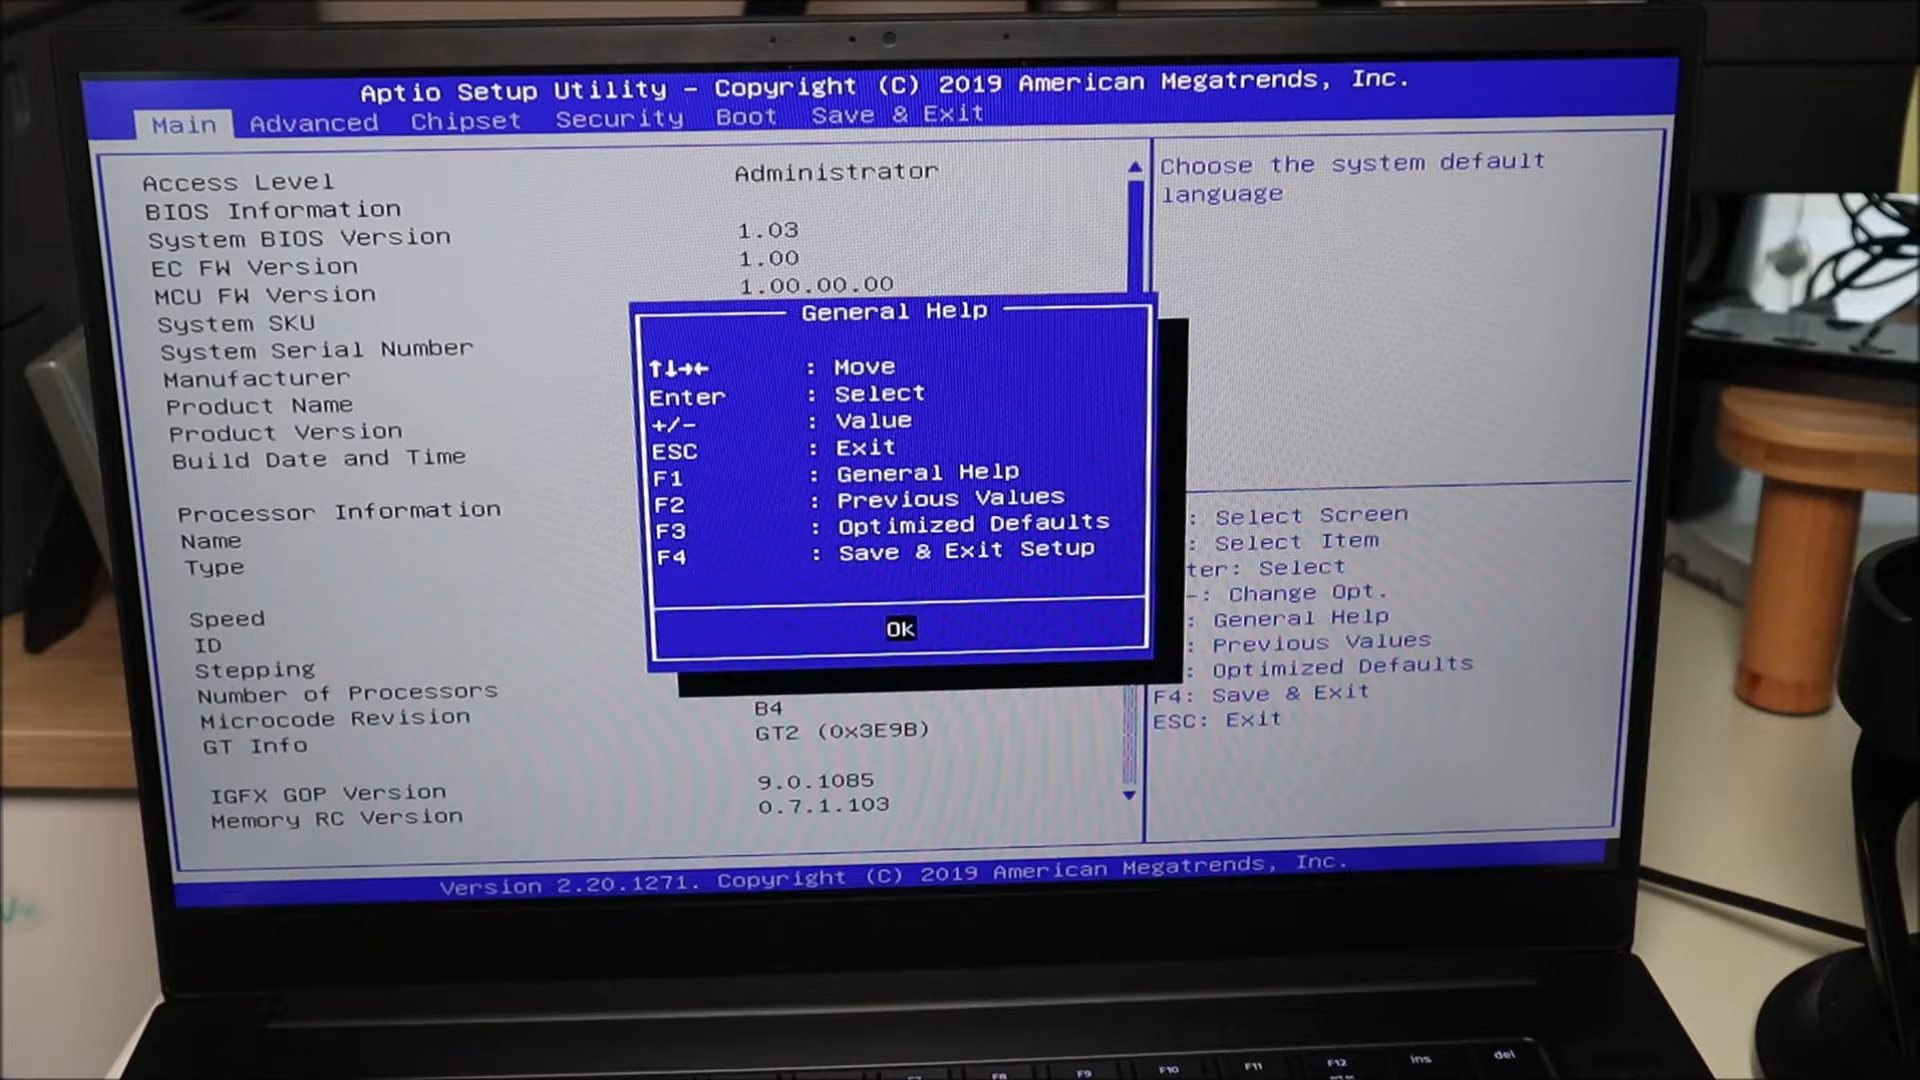 Aptio Setup Utility – Copyright (C) 2019 American Megatrends, Inc.
Main Advanced Chipset Security Boot Save & Exit
Access Level Administrator
BIOS Information
System BIOS Version 1.03
EC FW Version 1.00
MCU FW Version 1.00.00.00
System SKU
System Serial Number
Manufacturer
Product Name
Product Version
Build Date and Time
Processor Information
Name
Type
Speed
ID
Stepping
Number of Processors
Microcode Revision B4
GT Info GT2 (0x3E9B)
IGFX GOP Version 9.0.1085
Memory RC Version 0.7.1.103
General Help
↑↓→← : Move
Enter : Select
+/- : Value
ESC : Exit
F1 : General Help
F2 : Previous Values
F3 : Optimized Defaults
F4 : Save & Exit Setup
Ok
Choose the system default
language
: Select Screen
: Select Item
ter: Select
-: Change Opt.
: General Help
: Previous Values
: Optimized Defaults
F4: Save & Exit
ESC: Exit
Version 2.20.1271. Copyright (C) 2019 American Megatrends, Inc.
F8 F9 F10 F11 F12 ins del